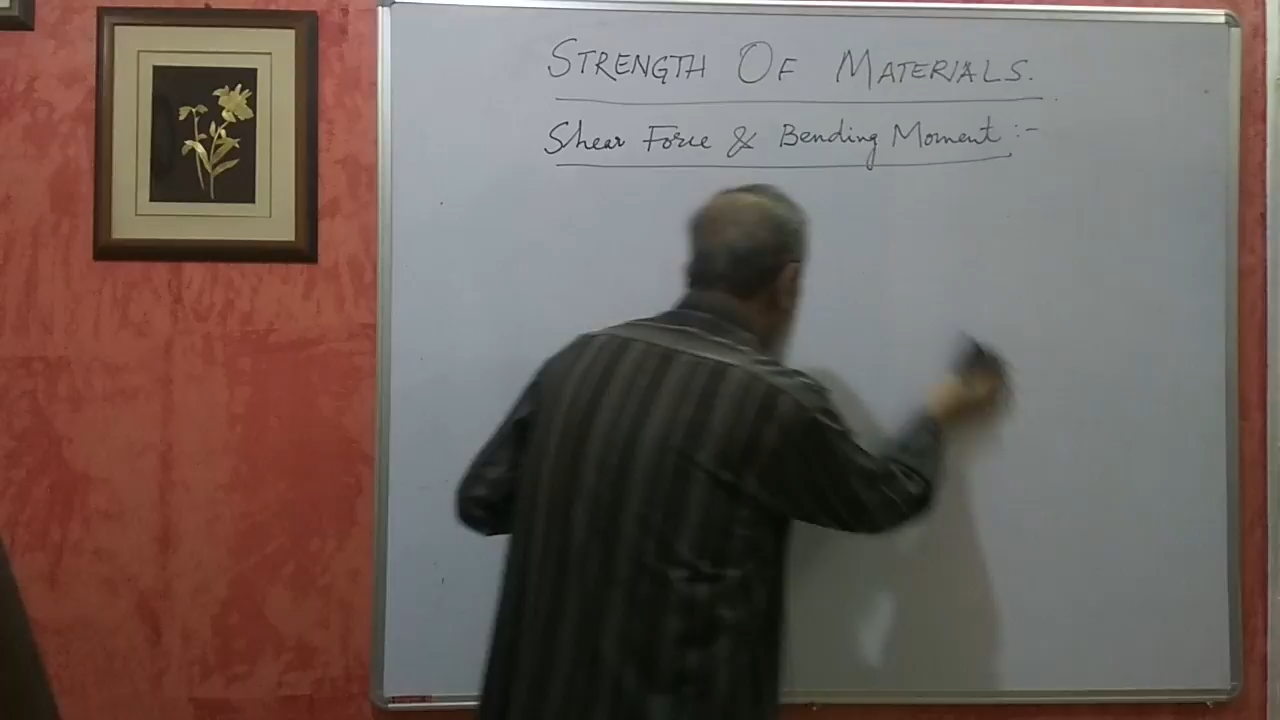 STRENGTH OF MATERIALS.
Shear Force & Bending Moment :-